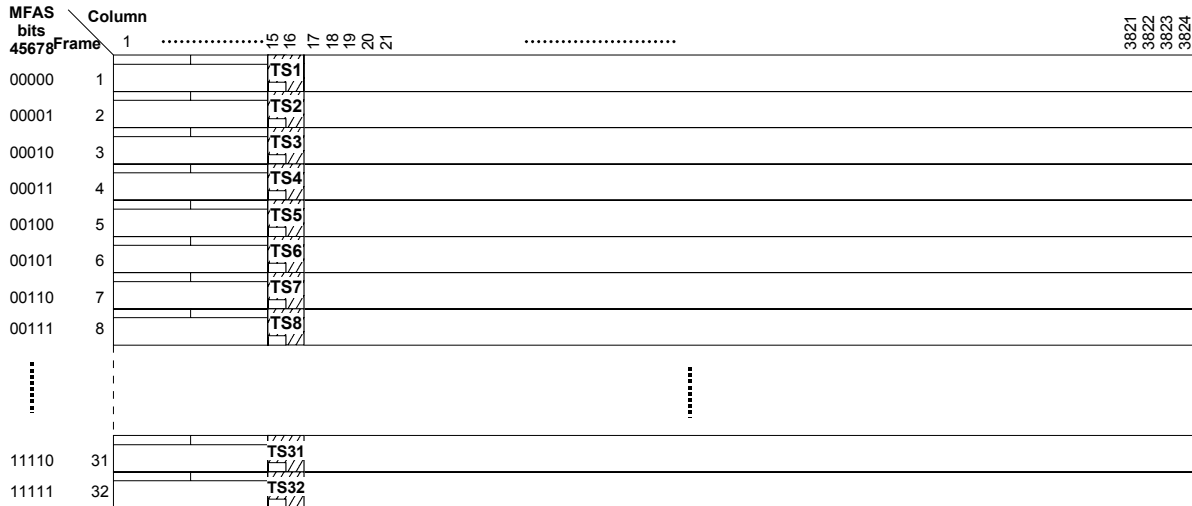 MFAS bits 45678 Frame Column
1 15 16 17 18 19 20 21 3821 3822 3823 3824
00000 1 TS1
00001 2 TS2
00010 3 TS3
00011 4 TS4
00100 5 TS5
00101 6 TS6
00110 7 TS7
00111 8 TS8
11110 31 TS31
11111 32 TS32